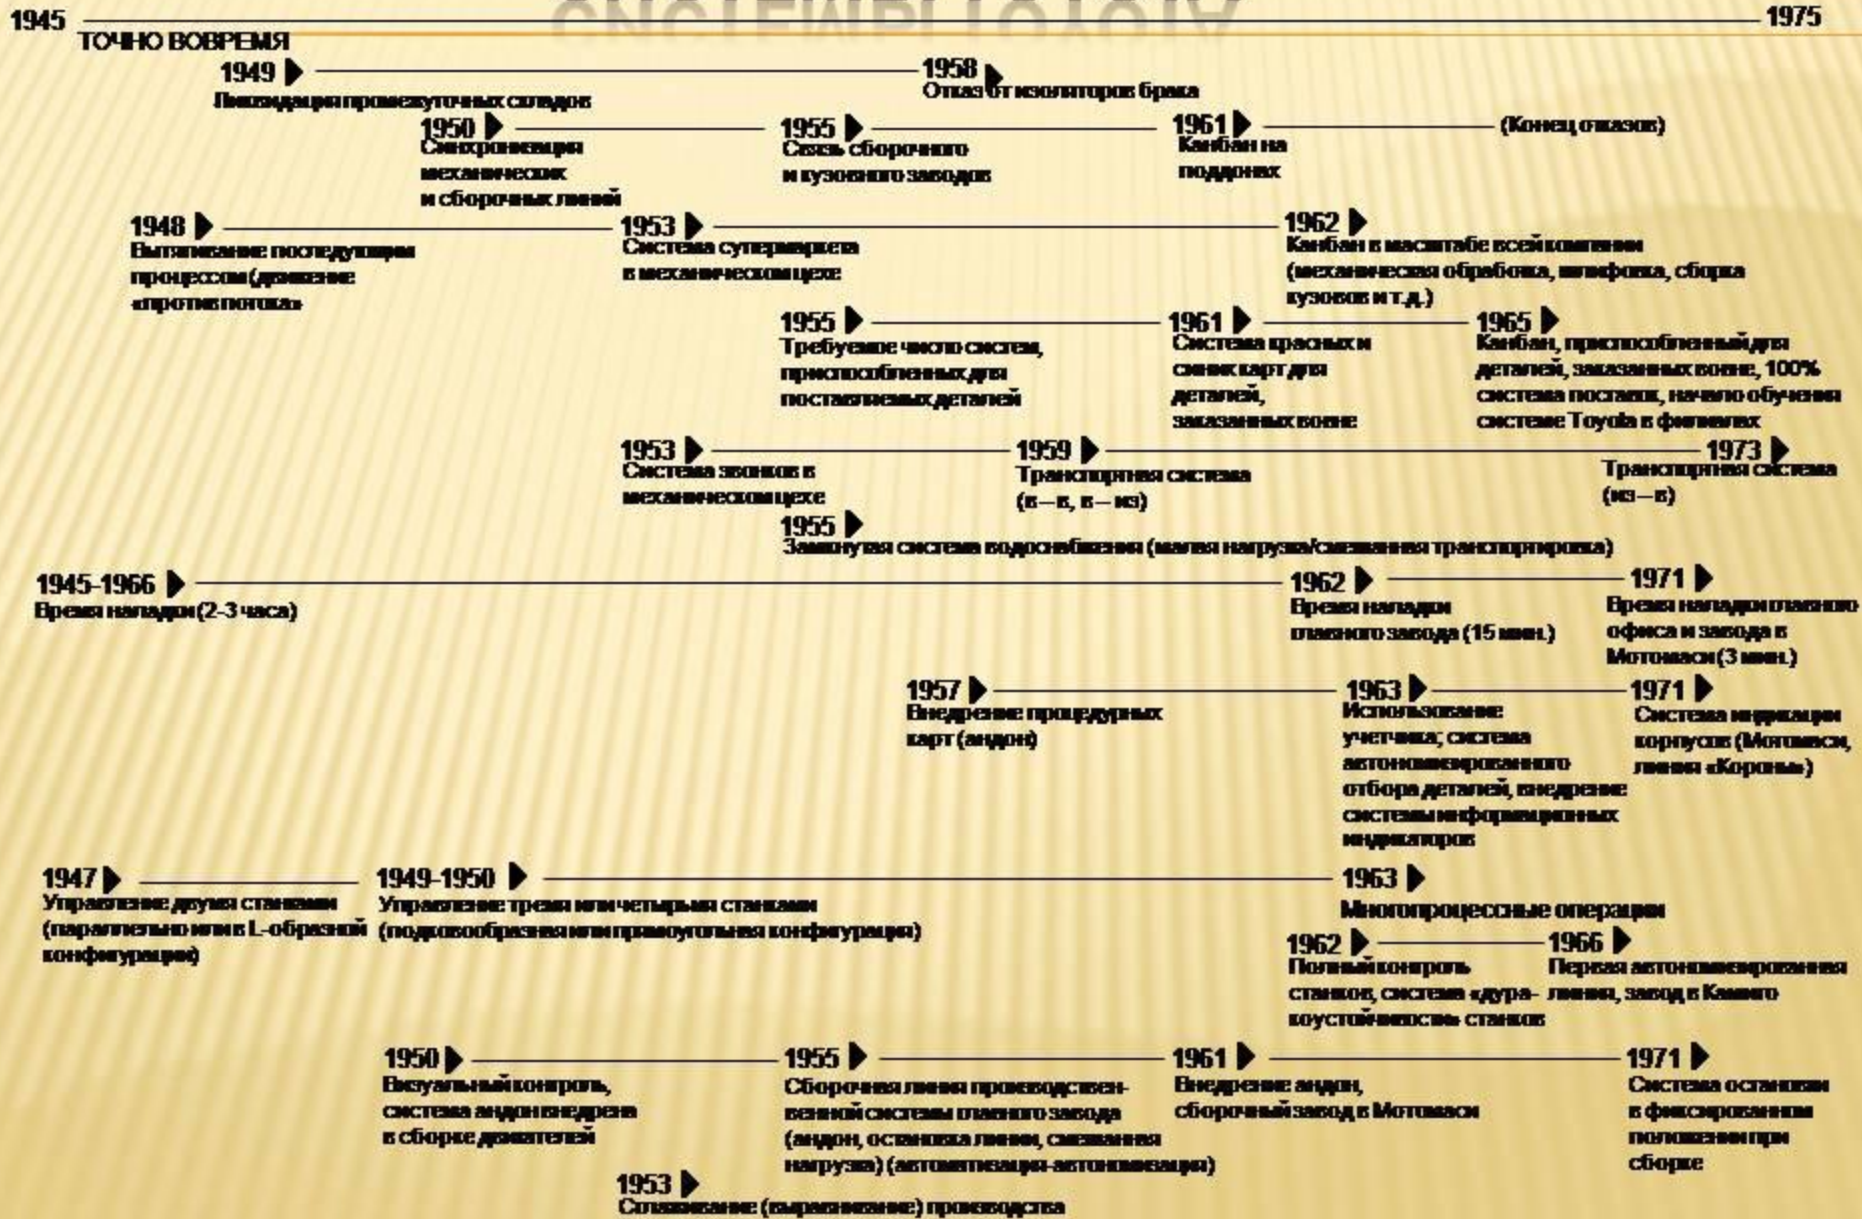 СИСТЕМЫ TOYOTA
1945 1975
ТОЧНО ВОВРЕМЯ
1949 1958
Ликвидация промежуточных складов Отказ от изоляторов брака
1950 1955 1961 (Конец отказов)
Синхронизация Связь сборочного Канбан на
механических и кузовного заводов поддонах
и сборочных линий
1948 1953 1962
Вытягивание последующим Система супермаркета Канбан в масштабе всей компании
процессом (движение в механическом цехе (механическая обработка, шлифовка, сборка
«против потока» кузовов и т.д.)
1955 1961 1965
Требуемое число систем, Система красных и Канбан, приспособленный для
приспособленных для синих карт для деталей, заказанных вовне, 100%
поставляемых деталей деталей, система поставок, начало обучения
заказанных вовне системе Toyota в филиалах
1953 1959 1973
Система звонков в Транспортная система Транспортная система
механическом цехе (в – в, в – из) (из – в)
1955
Замкнутая система водоснабжения (малая нагрузка/смешанная транспортировка)
1945-1966 1962 1971
Время наладки (2-3 часа) Время наладки Время наладки главного
главного завода (15 мин.) офиса и завода в
Мотомаси (3 мин.)
1957 1963 1971
Внедрение процедурных Использование Система индикации
карт (андон) учетчика; система корпусов (Мотомаси,
автономизированного линия «Короны»)
отбора деталей, внедрение
системы информационных
индикаторов
1947 1949-1950 1963
Управление двумя станками Управление тремя или четырьмя станками Многопроцессные операции
(параллельно или в L-образной (подковообразная или прямоугольная конфигурация)
конфигурации)
1962 1966
Полный контроль Первая автономизированная
станков, система «дура- линия, завод в Камиго
коустойчивости» станков
1950 1955 1961 1971
Визуальный контроль, Сборочная линия производствен- Внедрение андон, Система остановки
система андон внедрена венной системы главного завода сборочный завод в Мотомаси в фиксированном
в сборке двигателей (андон, остановка линии, смешанная положении при
нагрузка) (автоматизация-автономизация) сборке
1953
Сглаживание (выравнивание) производства